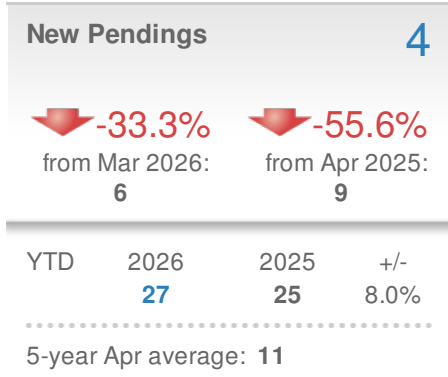 New Pendings 4
-33.3% -55.6%
from Mar 2026: from Apr 2025:
6 9
YTD 2026 2025 +/-
27 25 8.0%
5-year Apr average: 11